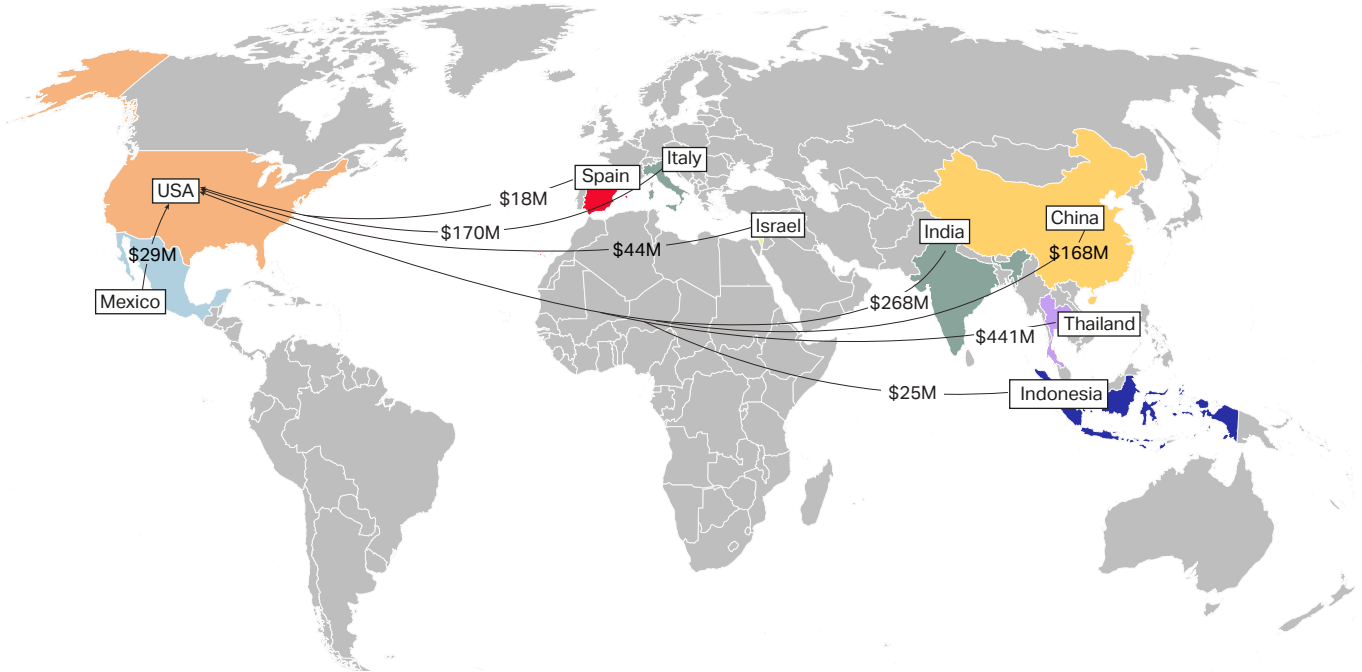 Italy
Spain
USA
$18M
China
Israel
India
$170M
$44M
$168M
$29M
Mexico
$268M
Thailand
$441M
$25M
Indonesia